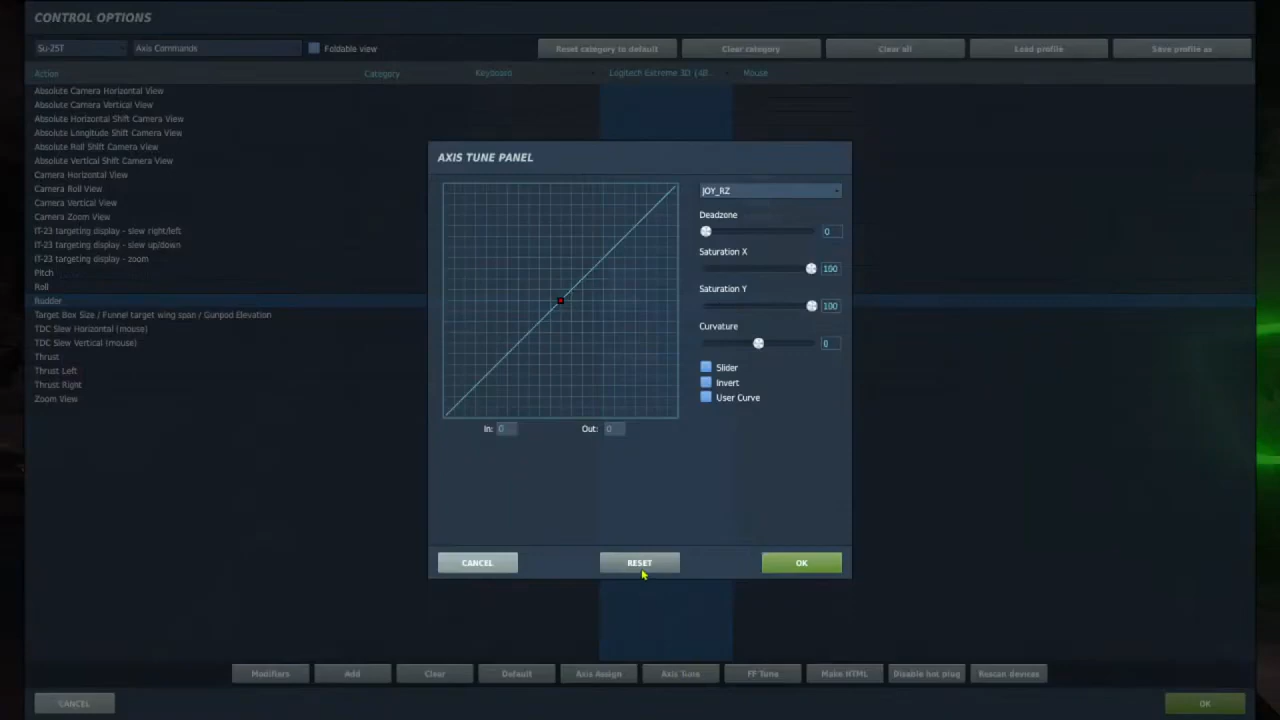 CONTROL OPTIONS
Su-25T Axis Commands Foldable view Reset category to default Clear category Clear all Load profile Save profile as
Action Category Keyboard Logitech Extreme 3D (4B... Mouse
Absolute Camera Horizontal View
Absolute Camera Vertical View
Absolute Horizontal Shift Camera View
Absolute Longitude Shift Camera View
Absolute Roll Shift Camera View
Absolute Vertical Shift Camera View
Camera Horizontal View
Camera Roll View
Camera Vertical View
Camera Zoom View
IT-23 targeting display - slew right/left
IT-23 targeting display - slew up/down
IT-23 targeting display - zoom
Pitch
Roll
Rudder
Target Box Size / Funnel target wing span / Gunpod Elevation
TDC Slew Horizontal (mouse)
TDC Slew Vertical (mouse)
Thrust
Thrust Left
Thrust Right
Zoom View
AXIS TUNE PANEL
JOY_RZ
Deadzone
0
Saturation X
100
Saturation Y
100
Curvature
0
Slider
Invert
User Curve
In: 0 Out: 0
CANCEL RESET OK
Modifiers Add Clear Default Axis Assign Axis Tune FF Tune Make HTML Disable hot plug Rescan devices
CANCEL OK